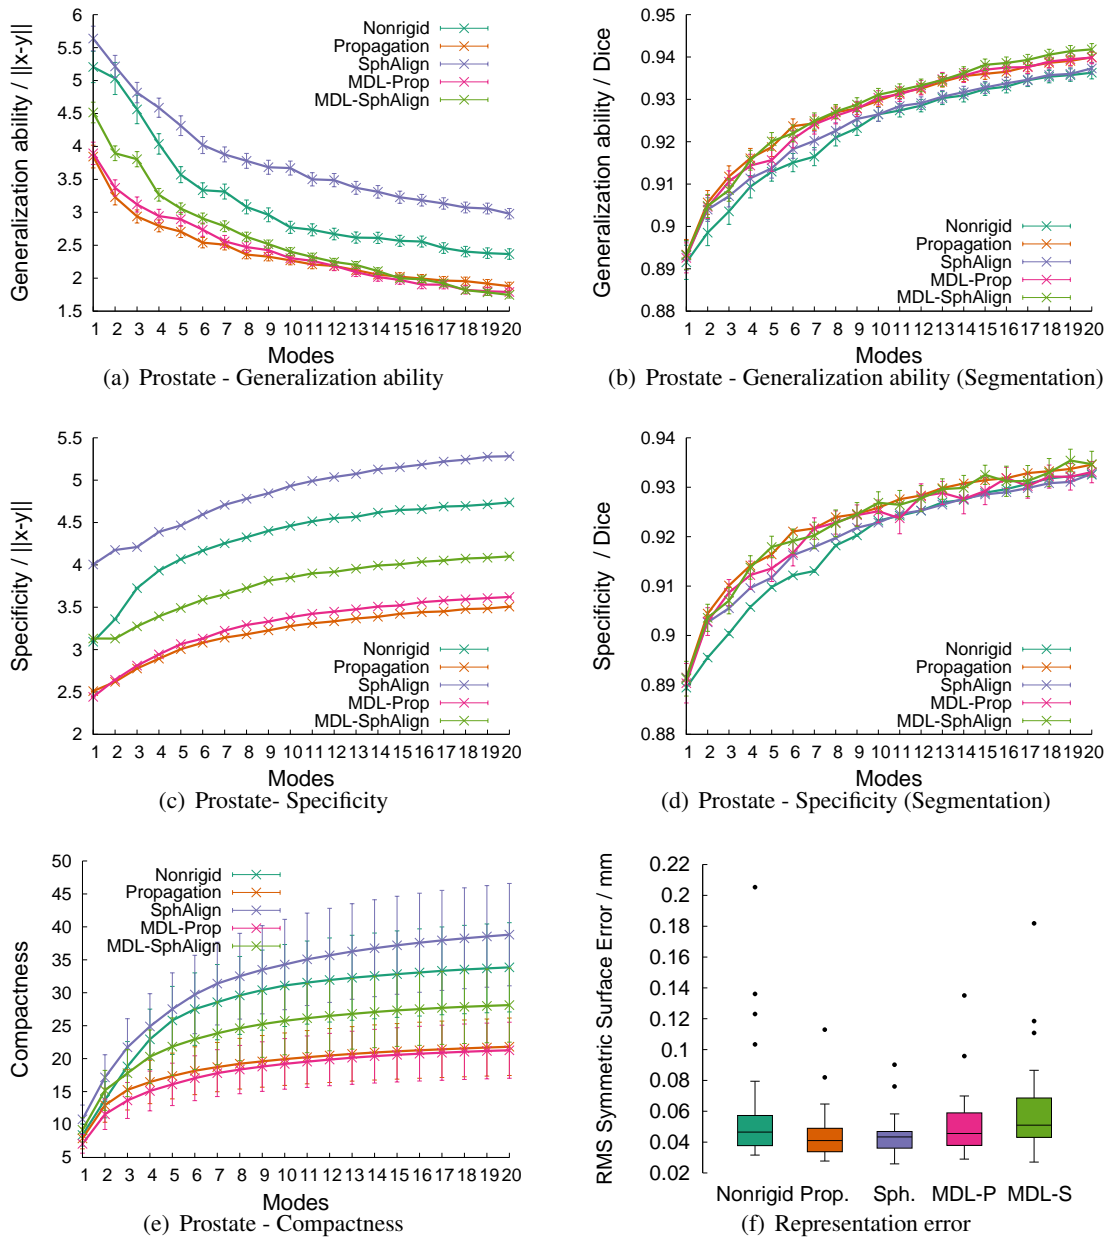 Generalization ability / ||x-y||
6
5.5
5
4.5
4
3.5
3
2.5
2
1.5
Nonrigid
Propagation
SphAlign
MDL-Prop
MDL-SphAlign
1 2 3 4 5 6 7 8 9 10 11 12 13 14 15 16 17 18 19 20
Modes
(a) Prostate - Generalization ability
Generalization ability / Dice
0.95
0.94
0.93
0.92
0.91
0.9
0.89
0.88
Nonrigid
Propagation
SphAlign
MDL-Prop
MDL-SphAlign
1 2 3 4 5 6 7 8 9 10 11 12 13 14 15 16 17 18 19 20
Modes
(b) Prostate - Generalization ability (Segmentation)
Specificity / ||x-y||
5.5
5
4.5
4
3.5
3
2.5
2
Nonrigid
Propagation
SphAlign
MDL-Prop
MDL-SphAlign
1 2 3 4 5 6 7 8 9 10 11 12 13 14 15 16 17 18 19 20
Modes
(c) Prostate- Specificity
Specificity / Dice
0.94
0.93
0.92
0.91
0.9
0.89
0.88
Nonrigid
Propagation
SphAlign
MDL-Prop
MDL-SphAlign
1 2 3 4 5 6 7 8 9 10 11 12 13 14 15 16 17 18 19 20
Modes
(d) Prostate - Specificity (Segmentation)
Compactness
50
45
40
35
30
25
20
15
10
5
Nonrigid
Propagation
SphAlign
MDL-Prop
MDL-SphAlign
1 2 3 4 5 6 7 8 9 10 11 12 13 14 15 16 17 18 19 20
Modes
(e) Prostate - Compactness
RMS Symmetric Surface Error / mm
0.22
0.2
0.18
0.16
0.14
0.12
0.1
0.08
0.06
0.04
0.02
Nonrigid Prop. Sph. MDL-P MDL-S
(f) Representation error